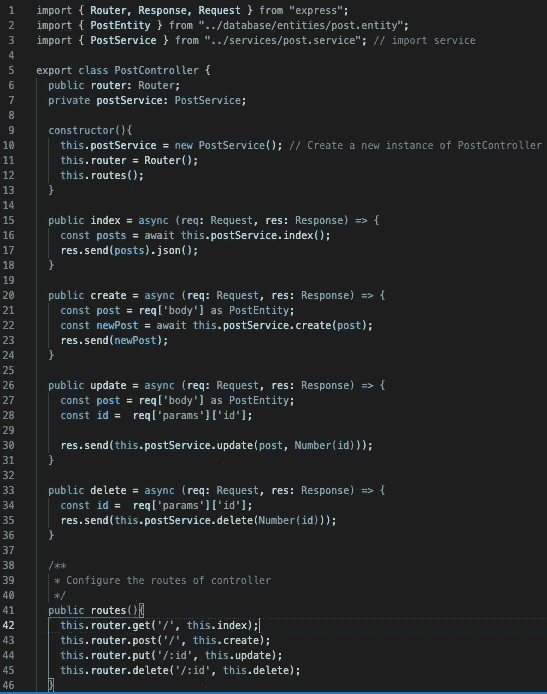 1 import { Router, Response, Request } from "express";
2 import { PostEntity } from "../database/entities/post.entity";
3 import { PostService } from "../services/post.service"; // import service
4
5 export class PostController {
6   public router: Router;
7   private postService: PostService;
8
9   constructor(){
10     this.postService = new PostService(); // Create a new instance of PostController
11     this.router = Router();
12     this.routes();
13   }
14
15   public index = async (req: Request, res: Response) => {
16     const posts = await this.postService.index();
17     res.send(posts).json();
18   }
19
20   public create = async (req: Request, res: Response) => {
21     const post = req['body'] as PostEntity;
22     const newPost = await this.postService.create(post);
23     res.send(newPost);
24   }
25
26   public update = async (req: Request, res: Response) => {
27     const post = req['body'] as PostEntity;
28     const id =  req['params']['id'];
29
30     res.send(this.postService.update(post, Number(id)));
31   }
32
33   public delete = async (req: Request, res: Response) => {
34     const id =  req['params']['id'];
35     res.send(this.postService.delete(Number(id)));
36   }
37
38   /**
39    * Configure the routes of controller
40    */
41   public routes(){
42     this.router.get('/', this.index);
43     this.router.post('/', this.create);
44     this.router.put('/:id', this.update);
45     this.router.delete('/:id', this.delete);
46   }